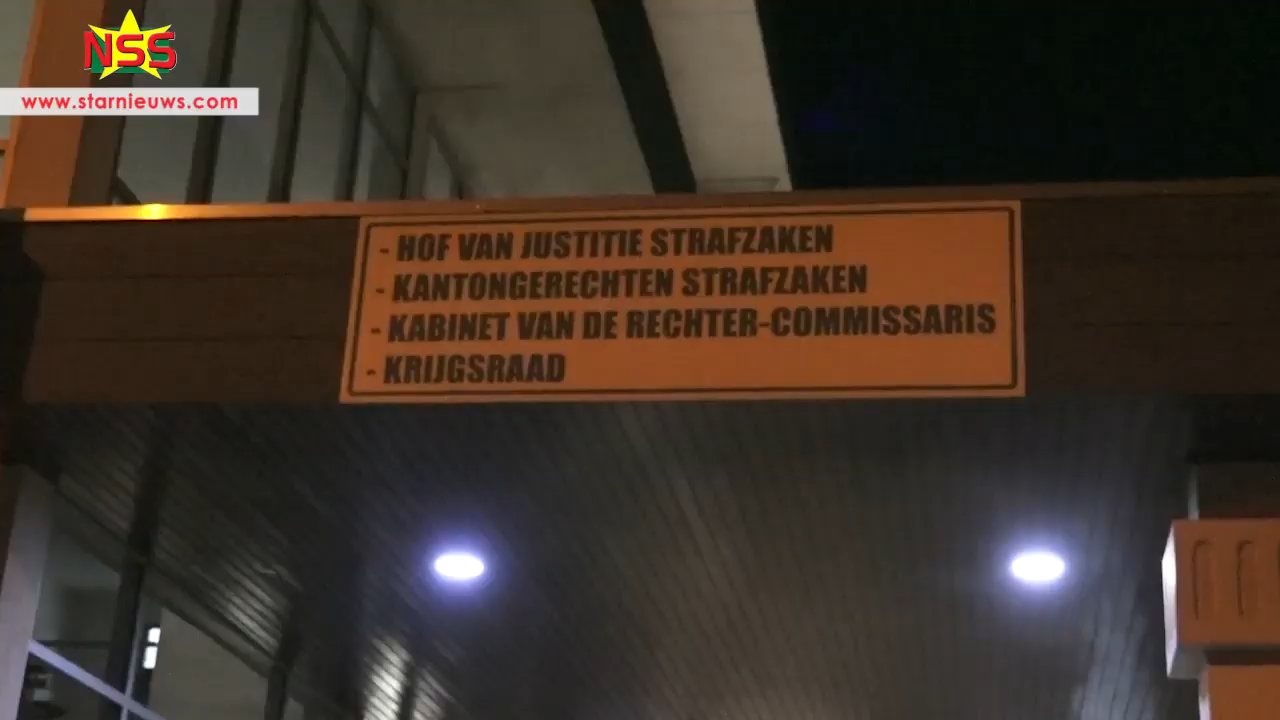 NSS
www.starnieuws.com
- HOF VAN JUSTITIE STRAFZAKEN
- KANTONGERECHTEN STRAFZAKEN
- KABINET VAN DE RECHTER-COMMISSARIS
- KRIJGSRAAD